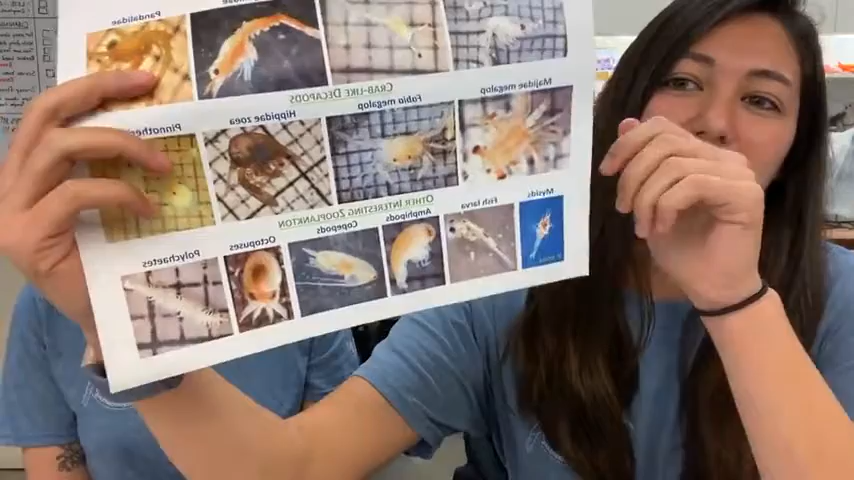 Pandalidae
CRAB-LIKE DECAPODS
Pinnotherid
Hippidae zoea
Fabia megalop
Majidae megalop
OTHER INTERESTING ZOOPLANKTON
Polychaetes
Octopuses
Copepods
Amphipods
Fish larva
Mysids